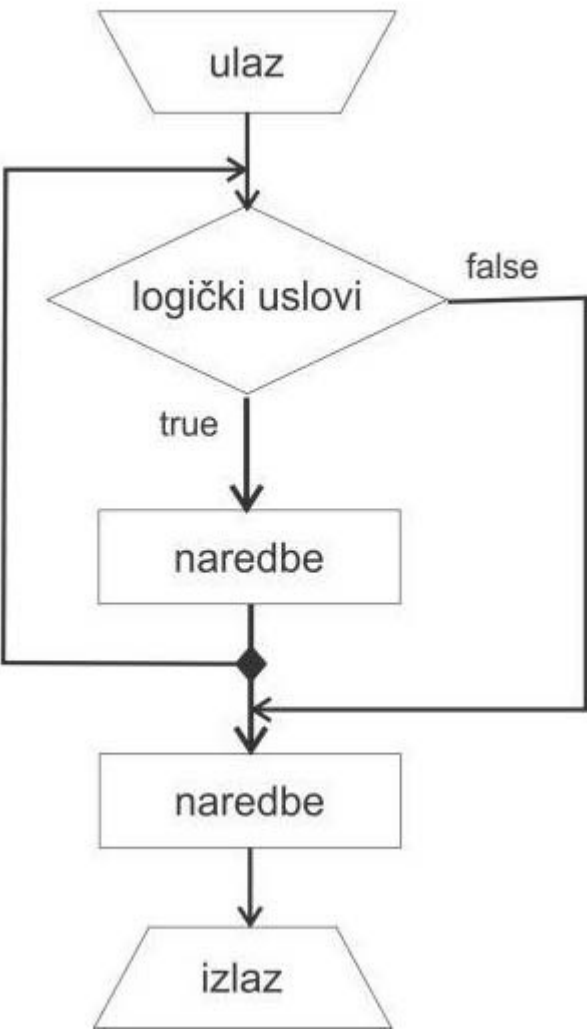 ulaz
logički uslovi
false
true
naredbe
naredbe
izlaz